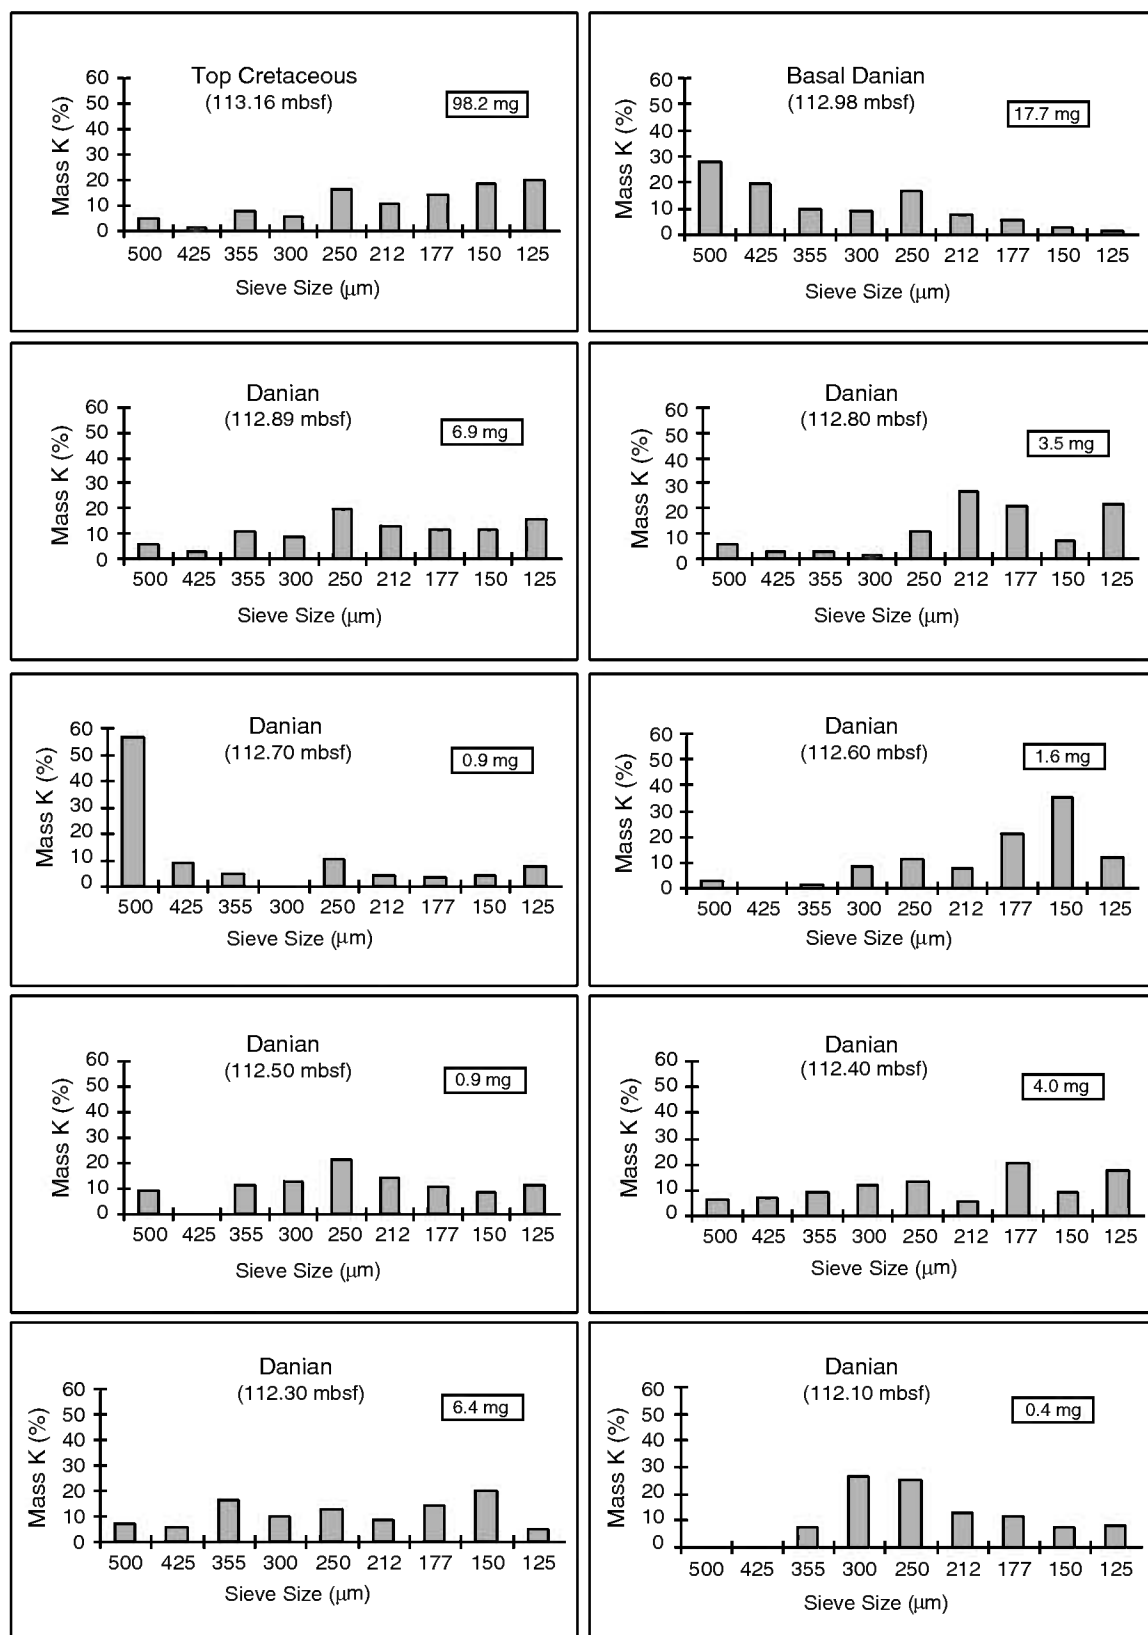 Top Cretaceous
(113.16 mbsf)
98.2 mg
Mass K (%)
60
50
40
30
20
10
0
500 425 355 300 250 212 177 150 125
Sieve Size (μm)
Basal Danian
(112.98 mbsf)
17.7 mg
Mass K (%)
60
50
40
30
20
10
0
500 425 355 300 250 212 177 150 125
Sieve Size (μm)
Danian
(112.89 mbsf)
6.9 mg
Mass K (%)
60
50
40
30
20
10
0
500 425 355 300 250 212 177 150 125
Sieve Size (μm)
Danian
(112.80 mbsf)
3.5 mg
Mass K (%)
60
50
40
30
20
10
0
500 425 355 300 250 212 177 150 125
Sieve Size (μm)
Danian
(112.70 mbsf)
0.9 mg
Mass K (%)
60
50
40
30
20
10
0
500 425 355 300 250 212 177 150 125
Sieve Size (μm)
Danian
(112.60 mbsf)
1.6 mg
Mass K (%)
60
50
40
30
20
10
0
500 425 355 300 250 212 177 150 125
Sieve Size (μm)
Danian
(112.50 mbsf)
0.9 mg
Mass K (%)
60
50
40
30
20
10
0
500 425 355 300 250 212 177 150 125
Sieve Size (μm)
Danian
(112.40 mbsf)
4.0 mg
Mass K (%)
60
50
40
30
20
10
0
500 425 355 300 250 212 177 150 125
Sieve Size (μm)
Danian
(112.30 mbsf)
6.4 mg
Mass K (%)
60
50
40
30
20
10
0
500 425 355 300 250 212 177 150 125
Sieve Size (μm)
Danian
(112.10 mbsf)
0.4 mg
Mass K (%)
60
50
40
30
20
10
0
500 425 355 300 250 212 177 150 125
Sieve Size (μm)